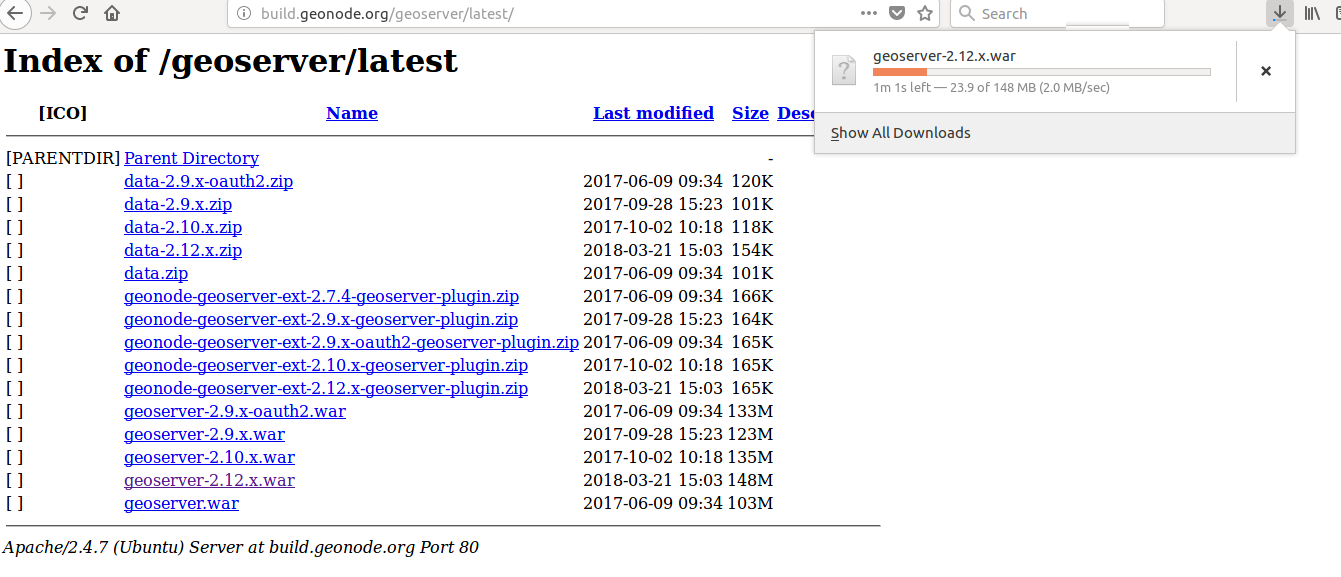 build.geonode.org/geoserver/latest/
Search
Index of /geoserver/latest
geoserver-2.12.x.war
1m 1s left — 23.9 of 148 MB (2.0 MB/sec)
Show All Downloads
[ICO] Name Last modified Size Desc
[PARENTDIR] Parent Directory -
[ ] data-2.9.x-oauth2.zip 2017-06-09 09:34 120K
[ ] data-2.9.x.zip 2017-09-28 15:23 101K
[ ] data-2.10.x.zip 2017-10-02 10:18 118K
[ ] data-2.12.x.zip 2018-03-21 15:03 154K
[ ] data.zip 2017-06-09 09:34 101K
[ ] geonode-geoserver-ext-2.7.4-geoserver-plugin.zip 2017-06-09 09:34 166K
[ ] geonode-geoserver-ext-2.9.x-geoserver-plugin.zip 2017-09-28 15:23 164K
[ ] geonode-geoserver-ext-2.9.x-oauth2-geoserver-plugin.zip 2017-06-09 09:34 165K
[ ] geonode-geoserver-ext-2.10.x-geoserver-plugin.zip 2017-10-02 10:18 165K
[ ] geonode-geoserver-ext-2.12.x-geoserver-plugin.zip 2018-03-21 15:03 165K
[ ] geoserver-2.9.x-oauth2.war 2017-06-09 09:34 133M
[ ] geoserver-2.9.x.war 2017-09-28 15:23 123M
[ ] geoserver-2.10.x.war 2017-10-02 10:18 135M
[ ] geoserver-2.12.x.war 2018-03-21 15:03 148M
[ ] geoserver.war 2017-06-09 09:34 103M
Apache/2.4.7 (Ubuntu) Server at build.geonode.org Port 80